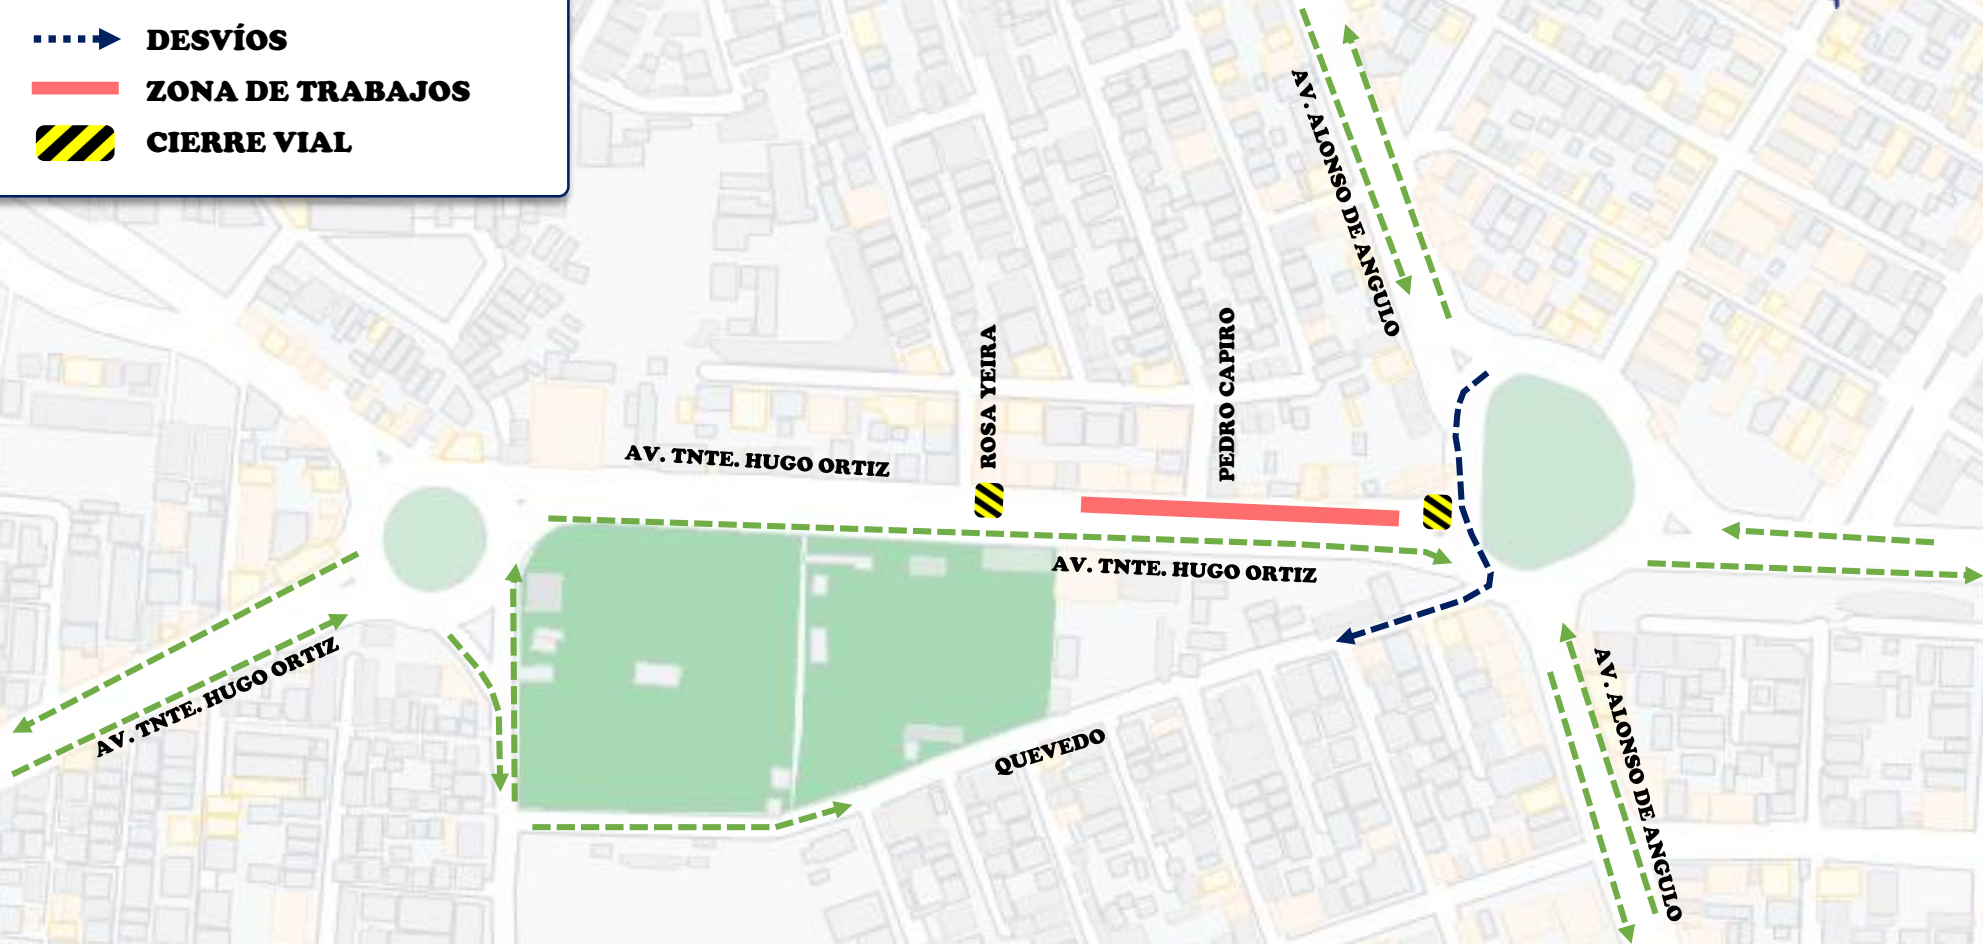 DESVÍOS
ZONA DE TRABAJOS
CIERRE VIAL
AV. ALONSO DE ANGULO
ROSA YEIRA
PEDRO CAPIRO
AV. TNTE. HUGO ORTIZ
AV. TNTE. HUGO ORTIZ
AV. TNTE. HUGO ORTIZ
QUEVEDO
AV. ALONSO DE ANGULO